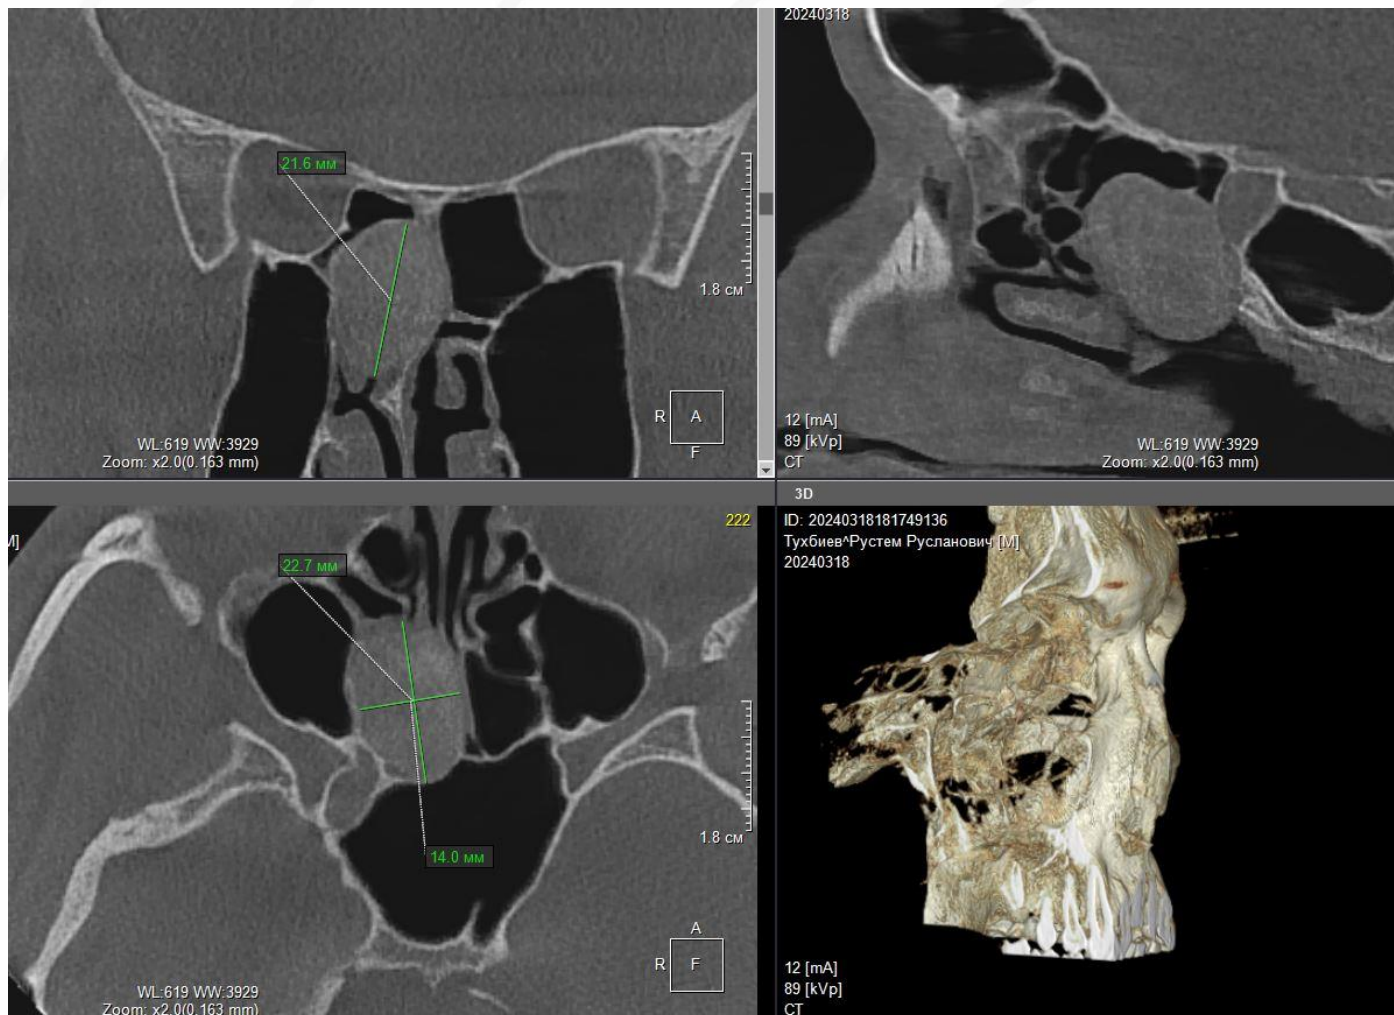 21.6 мм
1.8 см
R A
F
WL:619 WW:3929
Zoom: x2.0(0.163 mm)
20240318
12 [mA]
89 [kVp]
CT
WL:619 WW:3929
Zoom: x2.0(0.163 mm)
M]
222
22.7 мм
1.8 см
14.0 мм
A
R F
WL:619 WW:3929
Zoom: x2.0(0.163 mm)
3D
ID: 20240318181749136
Тухбиев^Рустем Русланович [M]
20240318
12 [mA]
89 [kVp]
CT